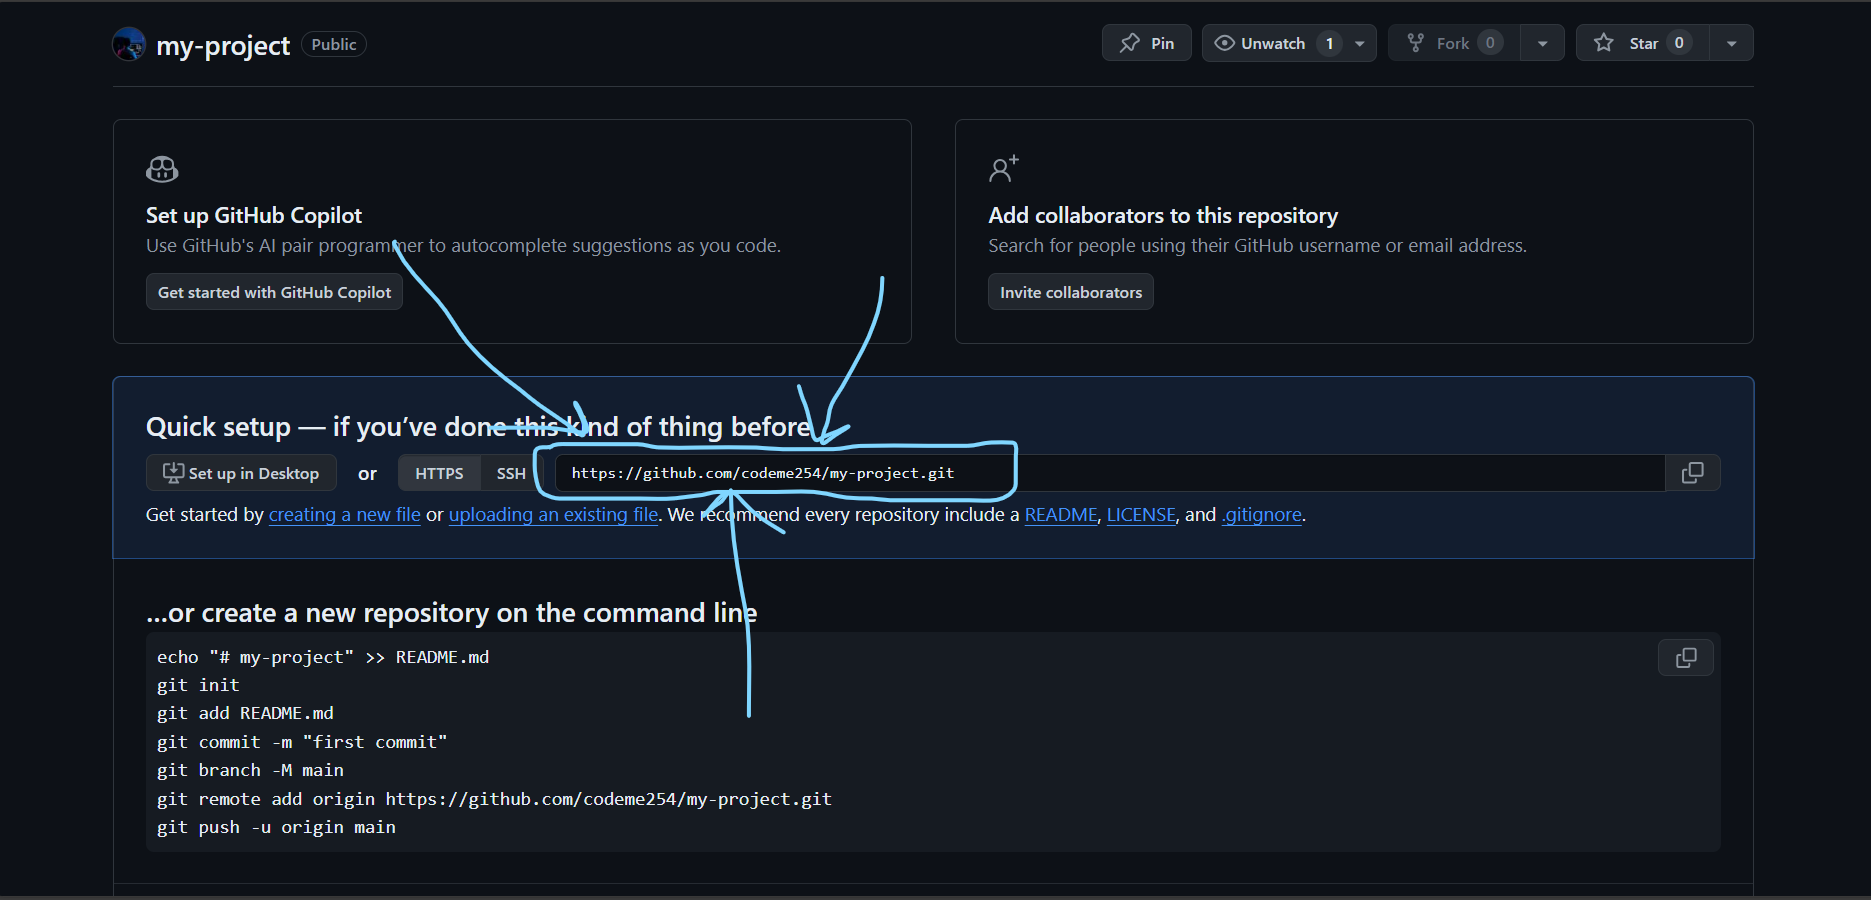 my-project Public Pin Unwatch 1 Fork 0 Star 0
Set up GitHub Copilot
Use GitHub's AI pair programmer to autocomplete suggestions as you code.
Get started with GitHub Copilot
Add collaborators to this repository
Search for people using their GitHub username or email address.
Invite collaborators
Quick setup — if you’ve done this kind of thing before
Set up in Desktop or HTTPS SSH https://github.com/codeme254/my-project.git
Get started by creating a new file or uploading an existing file. We recommend every repository include a README, LICENSE, and .gitignore.
…or create a new repository on the command line
echo "# my-project" >> README.md
git init
git add README.md
git commit -m "first commit"
git branch -M main
git remote add origin https://github.com/codeme254/my-project.git
git push -u origin main